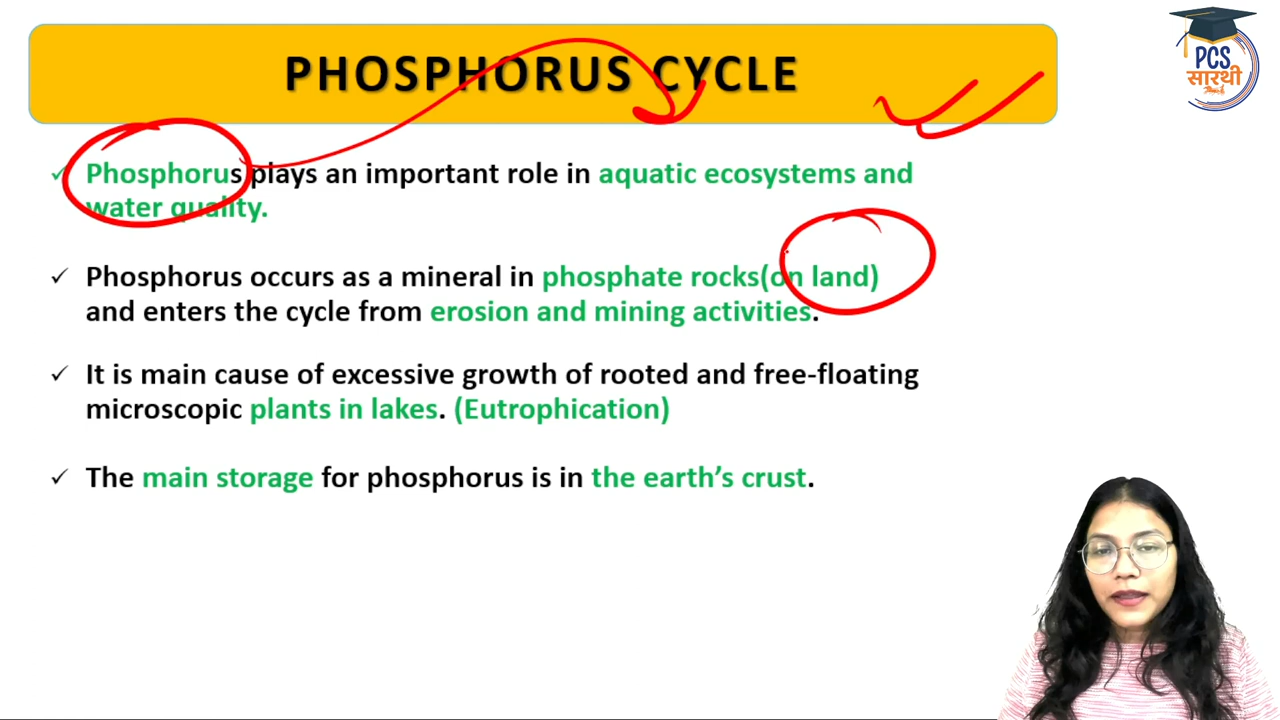 PHOSPHORUS CYCLE
PCS
सारथी
Phosphorus plays an important role in aquatic ecosystems and
water quality.
Phosphorus occurs as a mineral in phosphate rocks(on land)
and enters the cycle from erosion and mining activities.
It is main cause of excessive growth of rooted and free-floating
microscopic plants in lakes. (Eutrophication)
The main storage for phosphorus is in the earth’s crust.